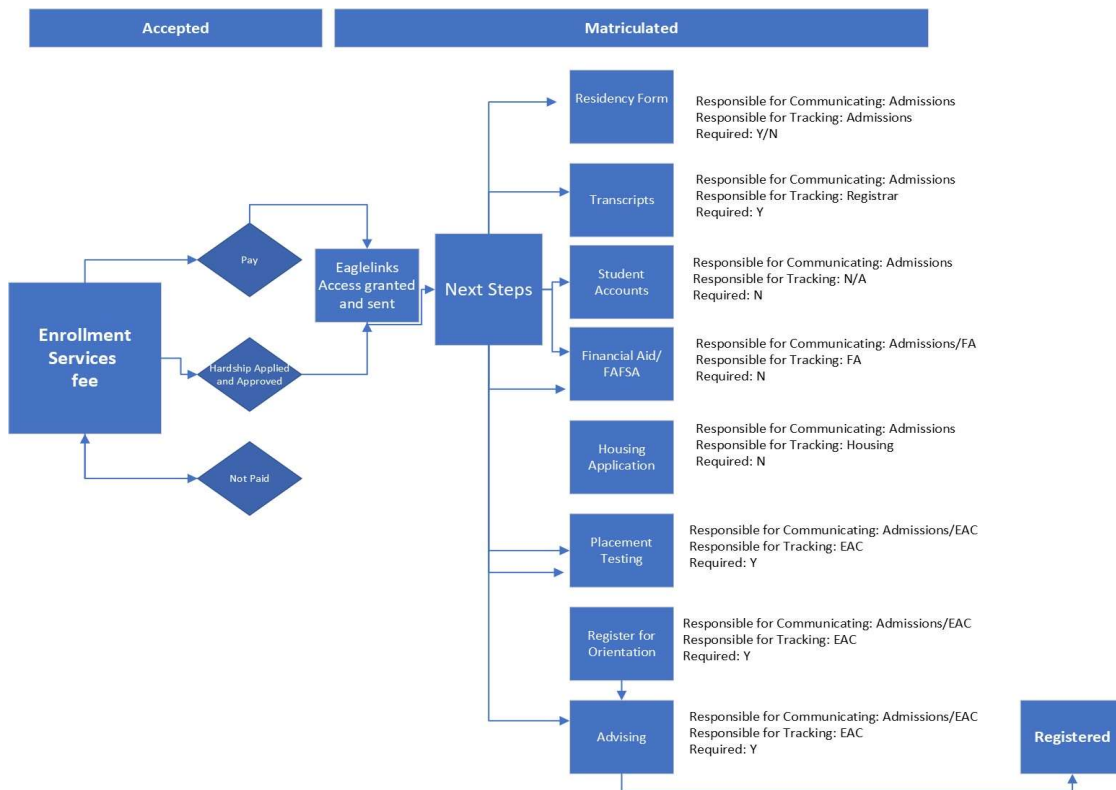 Accepted
Matriculated
Residency Form
Responsible for Communicating: Admissions
Responsible for Tracking: Admissions
Required: Y/N
Transcripts
Responsible for Communicating: Admissions
Responsible for Tracking: Registrar
Required: Y
Pay
Eaglelinks
Access granted
and sent
Next Steps
Student
Accounts
Responsible for Communicating: Admissions
Responsible for Tracking: N/A
Required: N
Enrollment
Services
fee
Hardship Applied
and Approved
Financial Aid/
FAFSA
Responsible for Communicating: Admissions/FA
Responsible for Tracking: FA
Required: N
Not Paid
Housing
Application
Responsible for Communicating: Admissions
Responsible for Tracking: Housing
Required: N
Placement
Testing
Responsible for Communicating: Admissions/EAC
Responsible for Tracking: EAC
Required: Y
Register for
Orientation
Responsible for Communicating: Admissions/EAC
Responsible for Tracking: EAC
Required: Y
Advising
Responsible for Communicating: Admissions/EAC
Responsible for Tracking: EAC
Required: Y
Registered